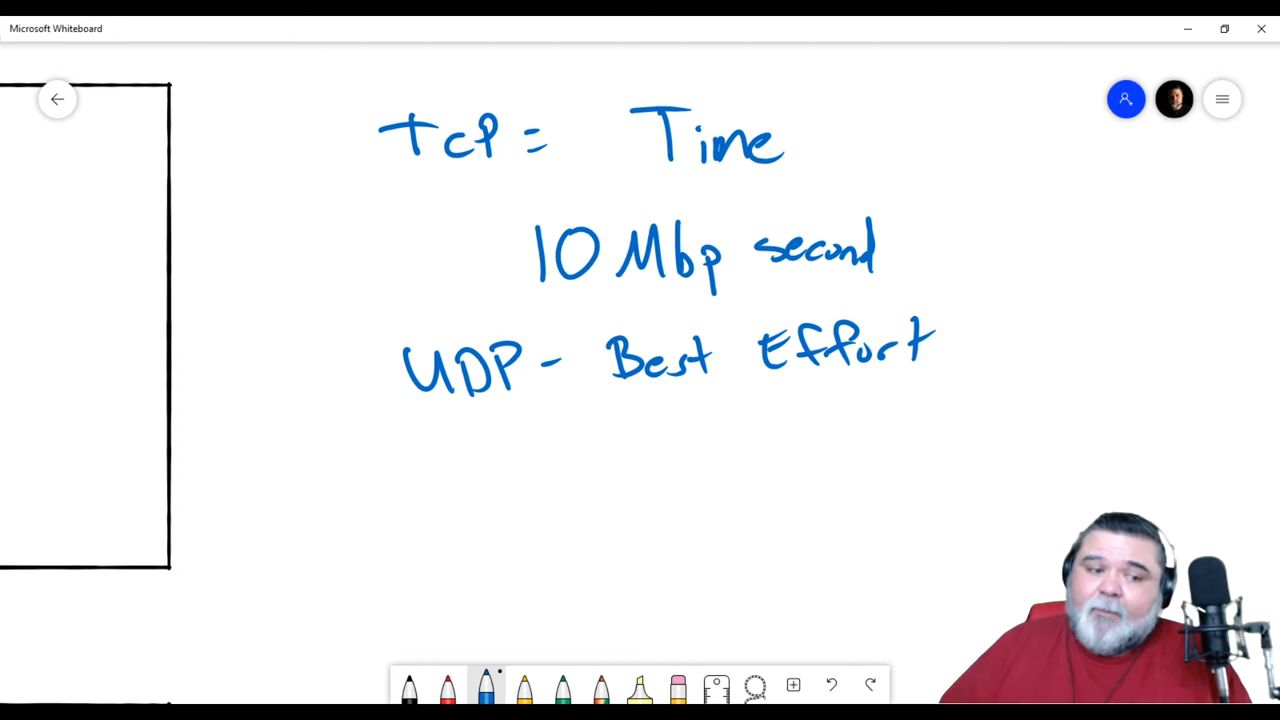 Microsoft Whiteboard
TCP = Time
10 Mbp second
UDP - Best Effort